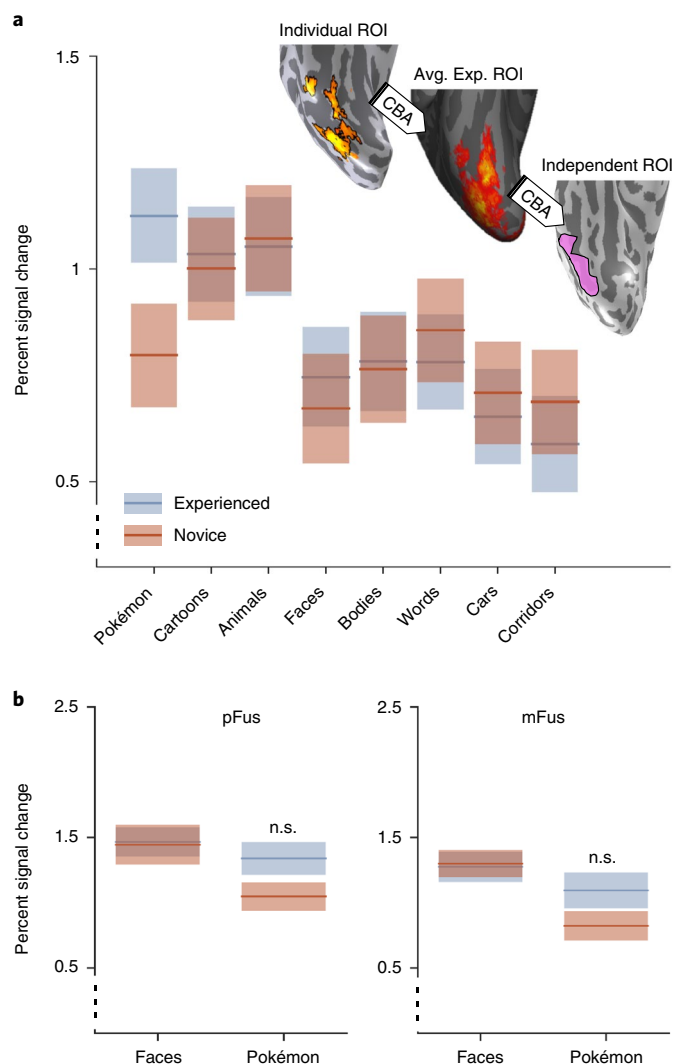 a
Individual ROI
Avg. Exp. ROI
Independent ROI
CBA
CBA
1.5
1
0.5
Percent signal change
Experienced
Novice
Pokémon
Cartoons
Animals
Faces
Bodies
Words
Cars
Corridors
b
pFus
2.5
1.5
0.5
Percent signal change
n.s.
Faces
Pokémon
mFus
2.5
1.5
0.5
n.s.
Faces
Pokémon